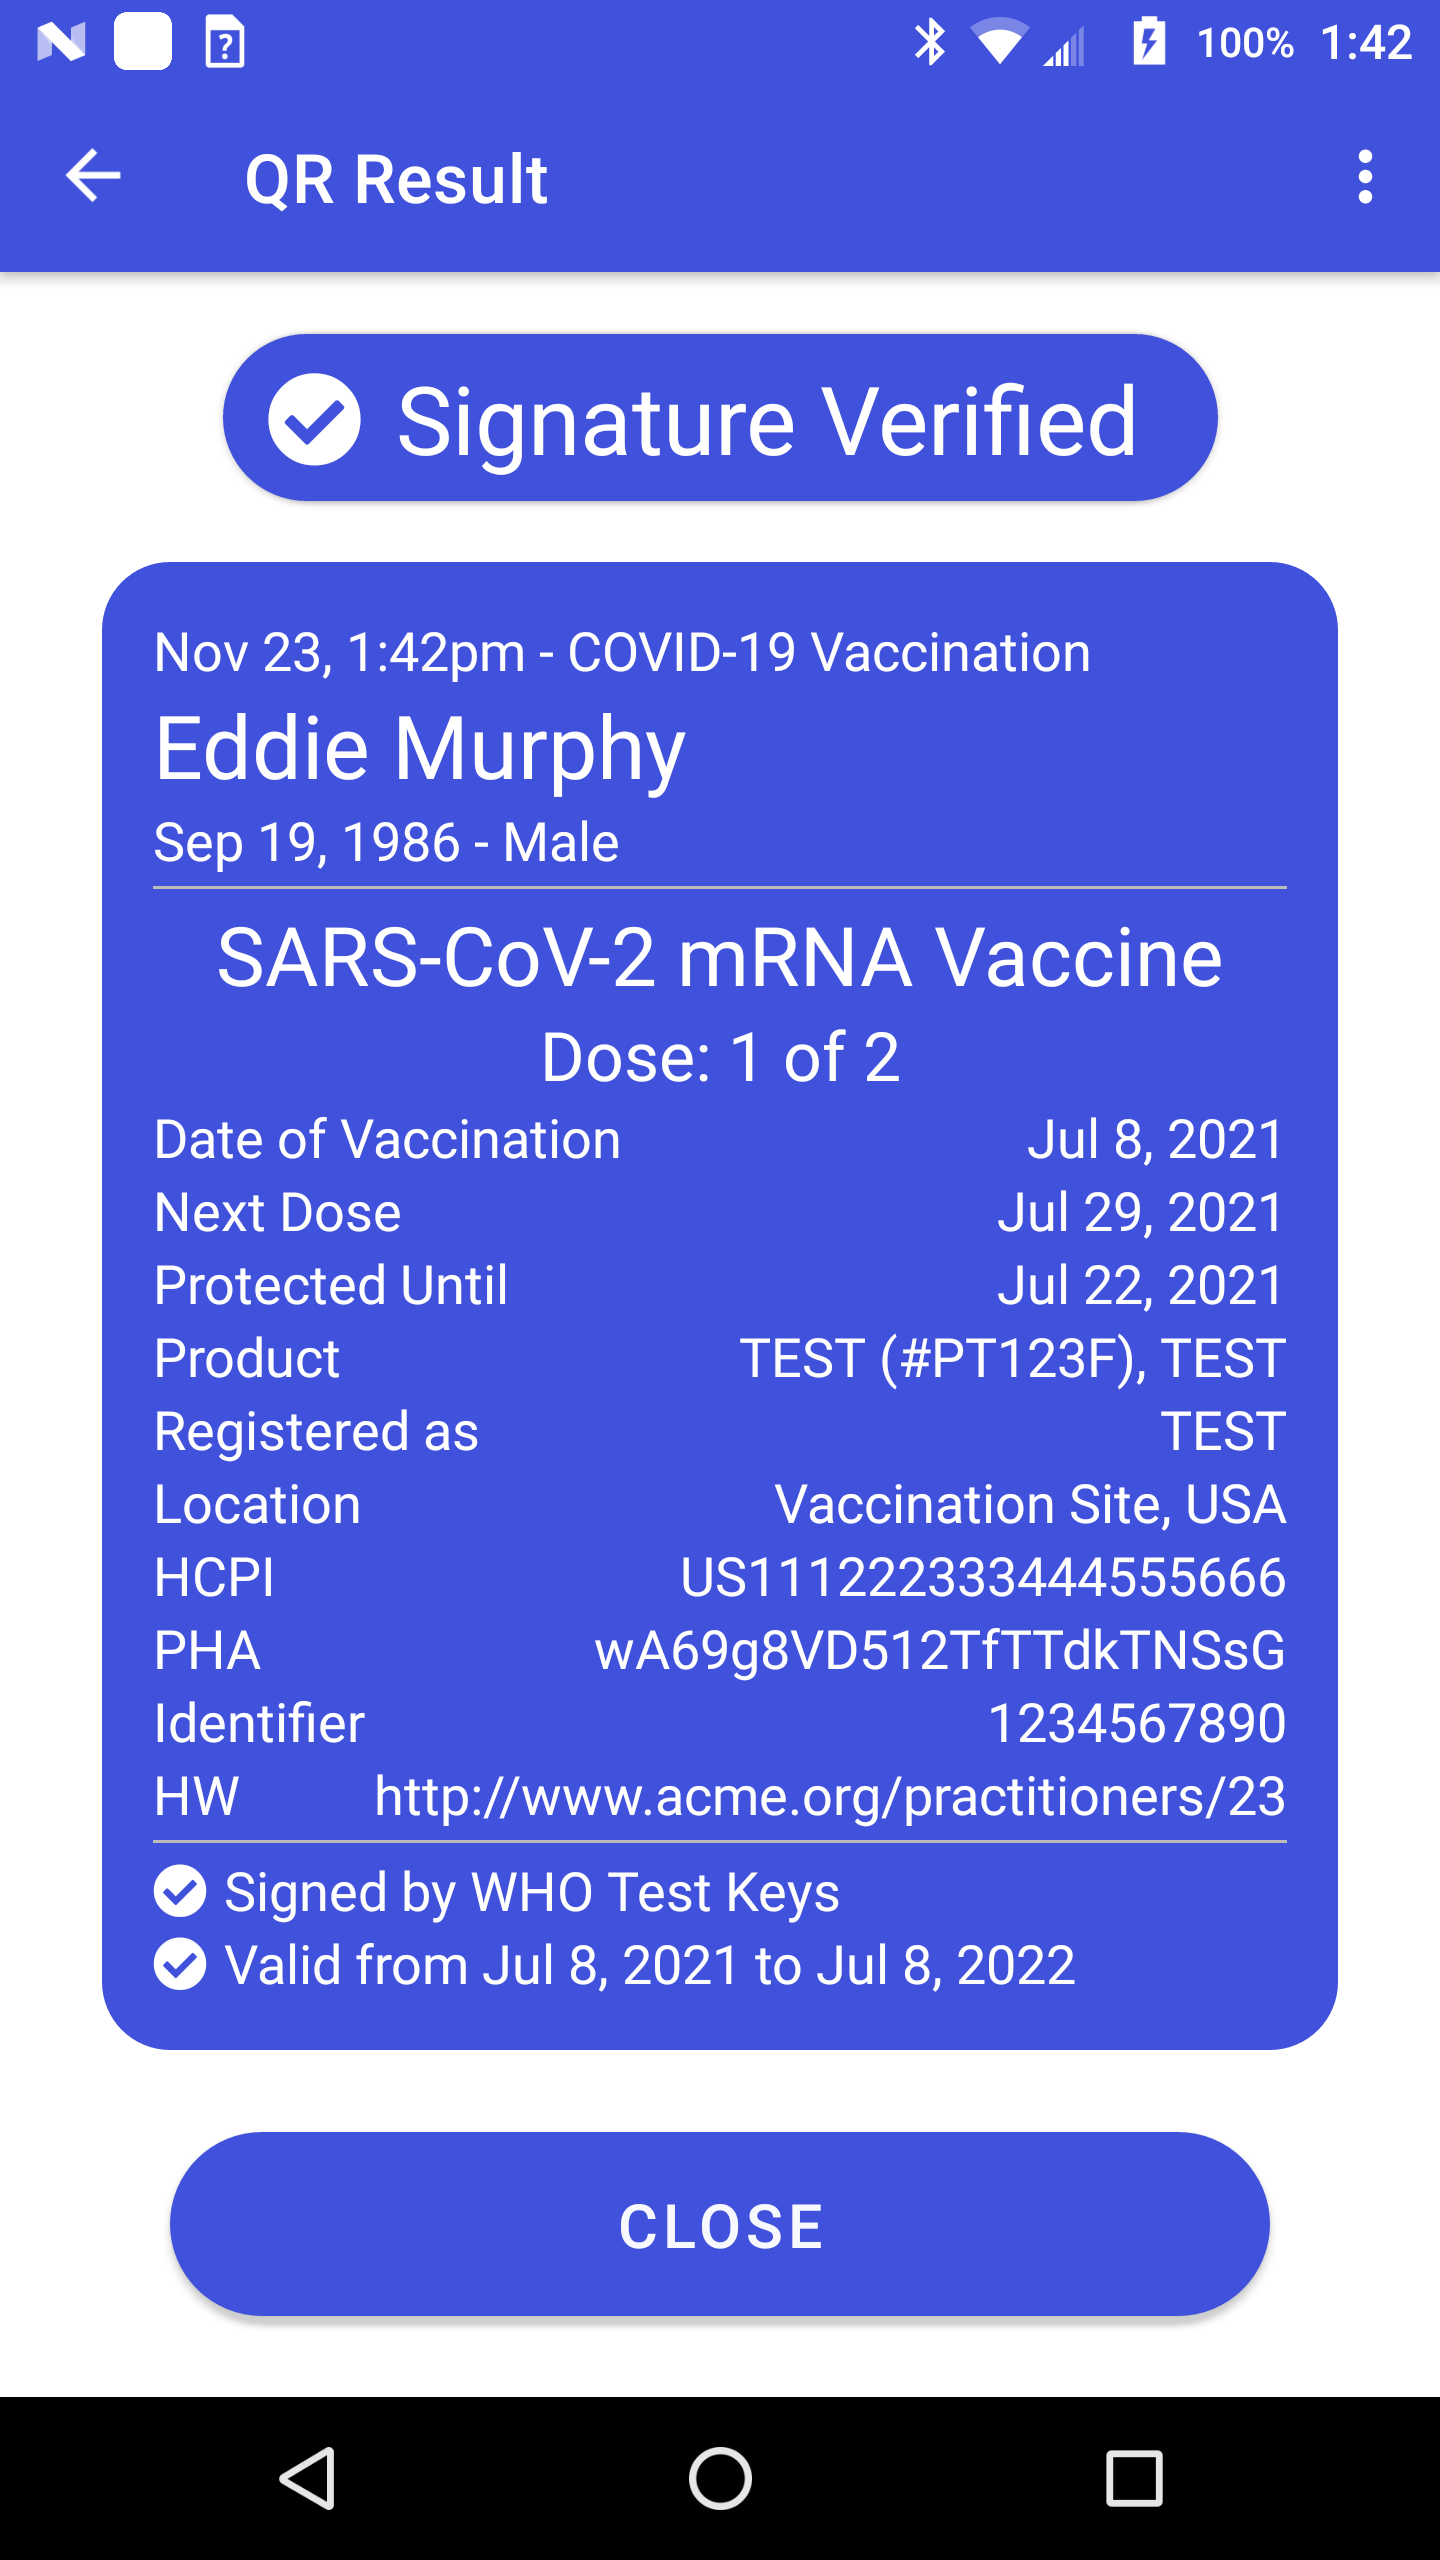 100% 1:42
QR Result
Signature Verified
Nov 23, 1:42pm - COVID-19 Vaccination
Eddie Murphy
Sep 19, 1986 - Male
SARS-CoV-2 mRNA Vaccine
Dose: 1 of 2
Date of Vaccination Jul 8, 2021
Next Dose Jul 29, 2021
Protected Until Jul 22, 2021
Product TEST (#PT123F), TEST
Registered as TEST
Location Vaccination Site, USA
HCPI US111222333444555666
PHA wA69g8VD512TfTTdkTNSsG
Identifier 1234567890
HW http://www.acme.org/practitioners/23
Signed by WHO Test Keys
Valid from Jul 8, 2021 to Jul 8, 2022
CLOSE